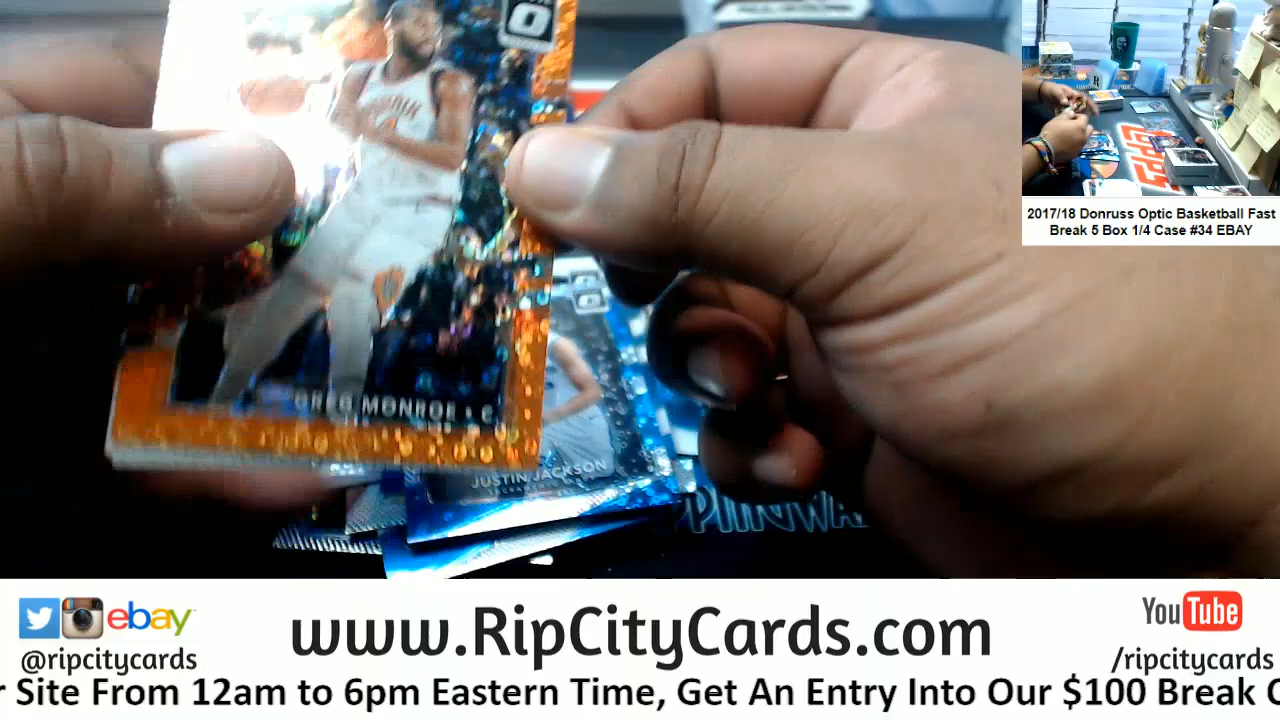 O
GREG MONROE • C
JUSTIN JACKSON
2017/18 Donruss Optic Basketball Fast
Break 5 Box 1/4 Case #34 EBAY
ebay
@ripcitycards
www.RipCityCards.com
YouTube
/ripcitycards
r Site From 12am to 6pm Eastern Time, Get An Entry Into Our $100 Break